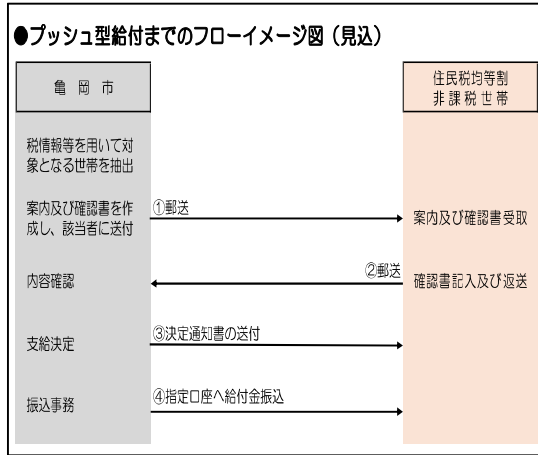 ●プッシュ型給付までのフローイメージ図（見込）
亀岡市
住民税均等割
非課税世帯
税情報等を用いて対
象となる世帯を抽出
案内及び確認書を作
成し、該当者に送付
①郵送
案内及び確認書受取
内容確認
②郵送
確認書記入及び返送
支給決定
③決定通知書の送付
振込事務
④指定口座へ給付金振込